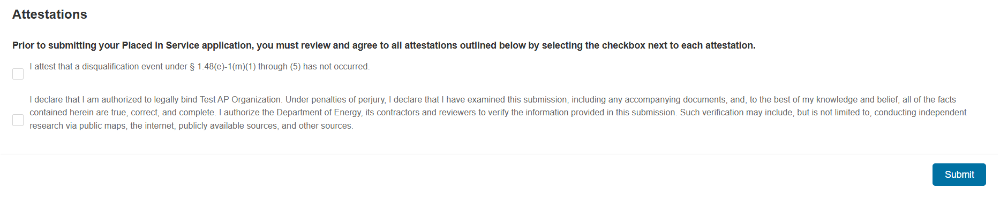 Attestations
Prior to submitting your Placed in Service application, you must review and agree to all attestations outlined below by selecting the checkbox next to each attestation.
I attest that a disqualification event under § 1.48(e)-1(m)(1) through (5) has not occurred.
I declare that I am authorized to legally bind Test AP Organization. Under penalties of perjury, I declare that I have examined this submission, including any accompanying documents, and, to the best of my knowledge and belief, all of the facts
contained herein are true, correct, and complete. I authorize the Department of Energy, its contractors and reviewers to verify the information provided in this submission. Such verification may include, but is not limited to, conducting independent
research via public maps, the internet, publicly available sources, and other sources.
Submit